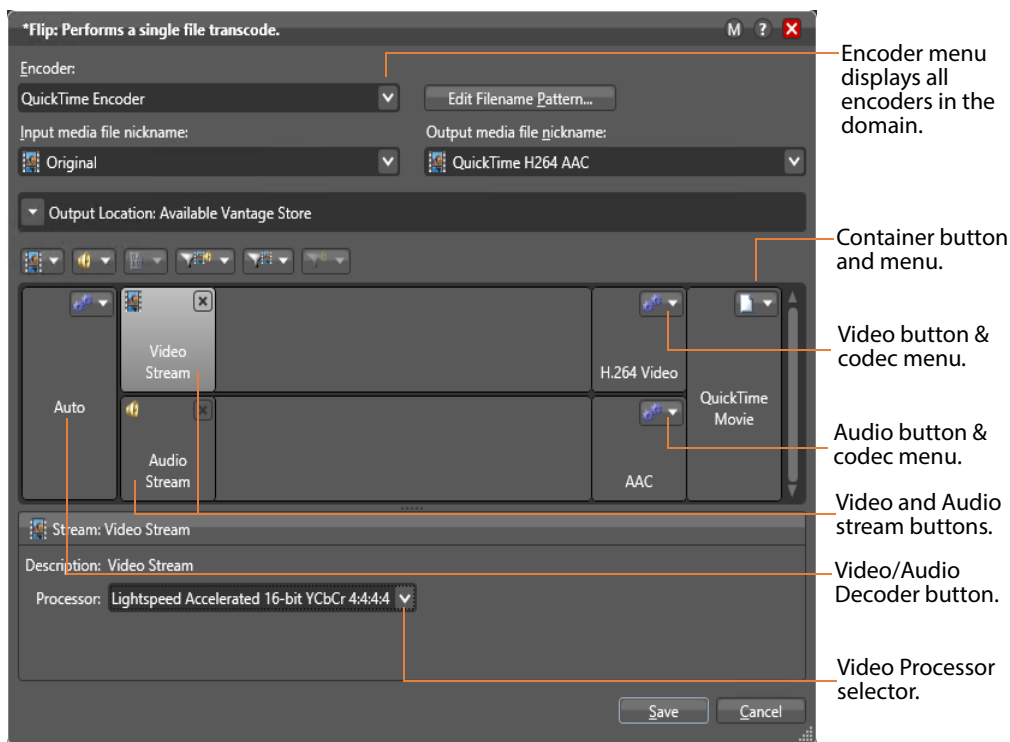 *Flip: Performs a single file transcode.
M ? X
Encoder:
QuickTime Encoder
Edit Filename Pattern...
Input media file nickname:
Output media file nickname:
Original
QuickTime H264 AAC
Output Location: Available Vantage Store
Auto
Video
Stream
H.264 Video
Audio
Stream
AAC
QuickTime
Movie
Stream: Video Stream
Description: Video Stream
Processor: Lightspeed Accelerated 16-bit YCbCr 4:4:4:4
Save
Cancel
Encoder menu
displays all
encoders in the
domain.
Container button
and menu.
Video button &
codec menu.
Audio button &
codec menu.
Video and Audio
stream buttons.
Video/Audio
Decoder button.
Video Processor
selector.